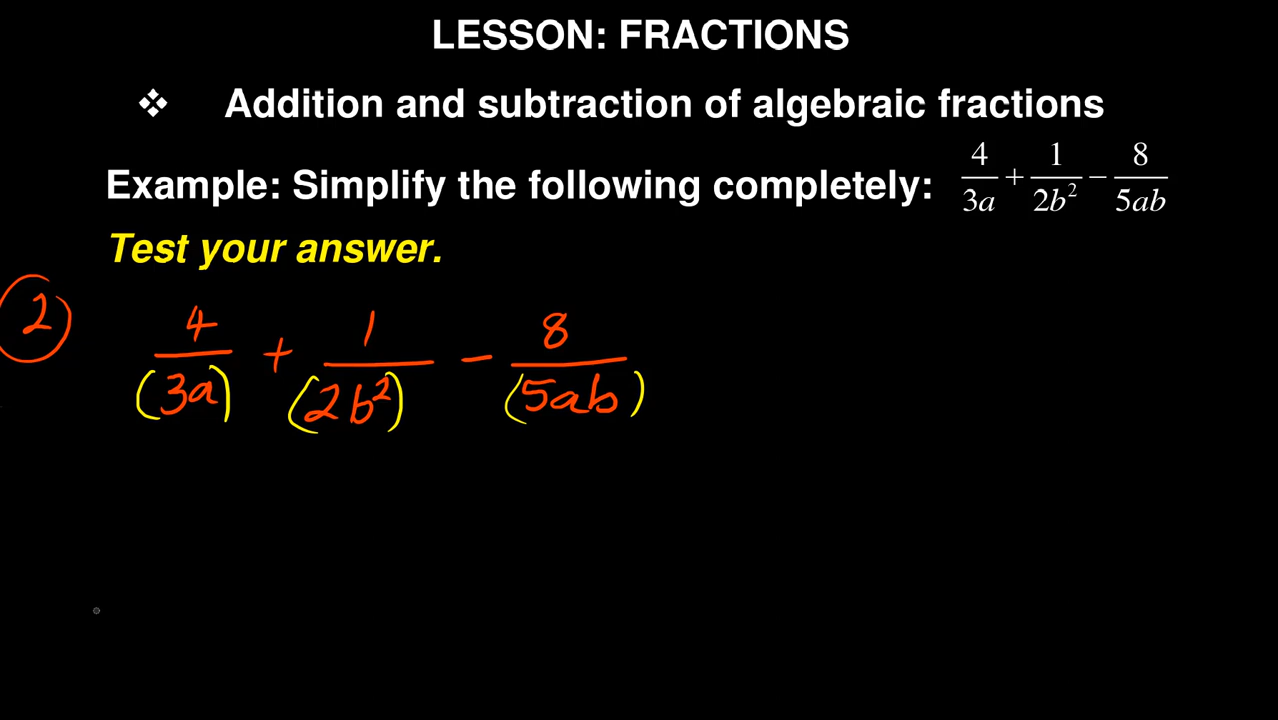 LESSON: FRACTIONS
❖ Addition and subtraction of algebraic fractions
Example: Simplify the following completely: 4/(3a) + 1/(2b²) − 8/(5ab)
Test your answer.
② 4/(3a) + 1/(2b²) − 8/(5ab)